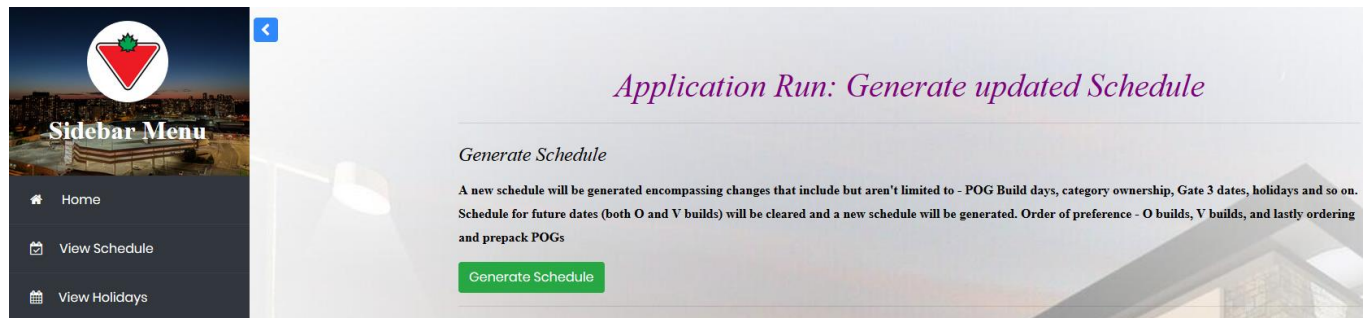 Application Run: Generate updated Schedule
Sidebar Menu
Home
View Schedule
View Holidays
Generate Schedule
A new schedule will be generated encompassing changes that include but aren't limited to - POG Build days, category ownership, Gate 3 dates, holidays and so on.
Schedule for future dates (both O and V builds) will be cleared and a new schedule will be generated. Order of preference - O builds, V builds, and lastly ordering
and prepack POGs
Generate Schedule